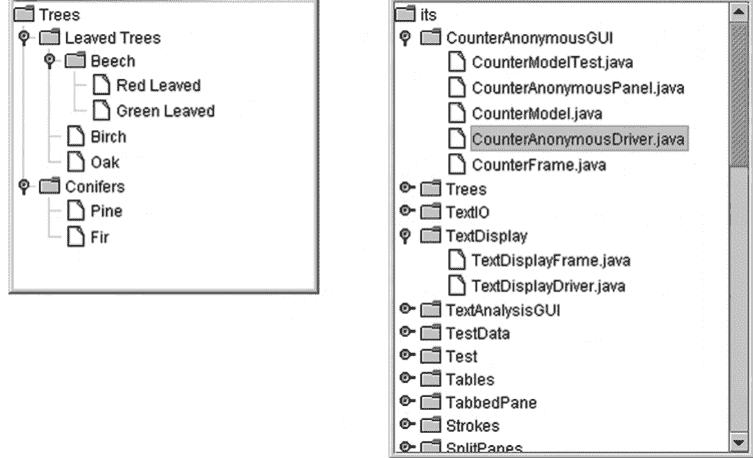 Trees
Leaved Trees
Beech
Red Leaved
Green Leaved
Birch
Oak
Conifers
Pine
Fir
its
CounterAnonymousGUI
CounterModelTest.java
CounterAnonymousPanel.java
CounterModel.java
CounterAnonymousDriver.java
CounterFrame.java
Trees
TextIO
TextDisplay
TextDisplayFrame.java
TextDisplayDriver.java
TextAnalysisGUI
TestData
Test
Tables
TabbedPane
Strokes
SplitPanes